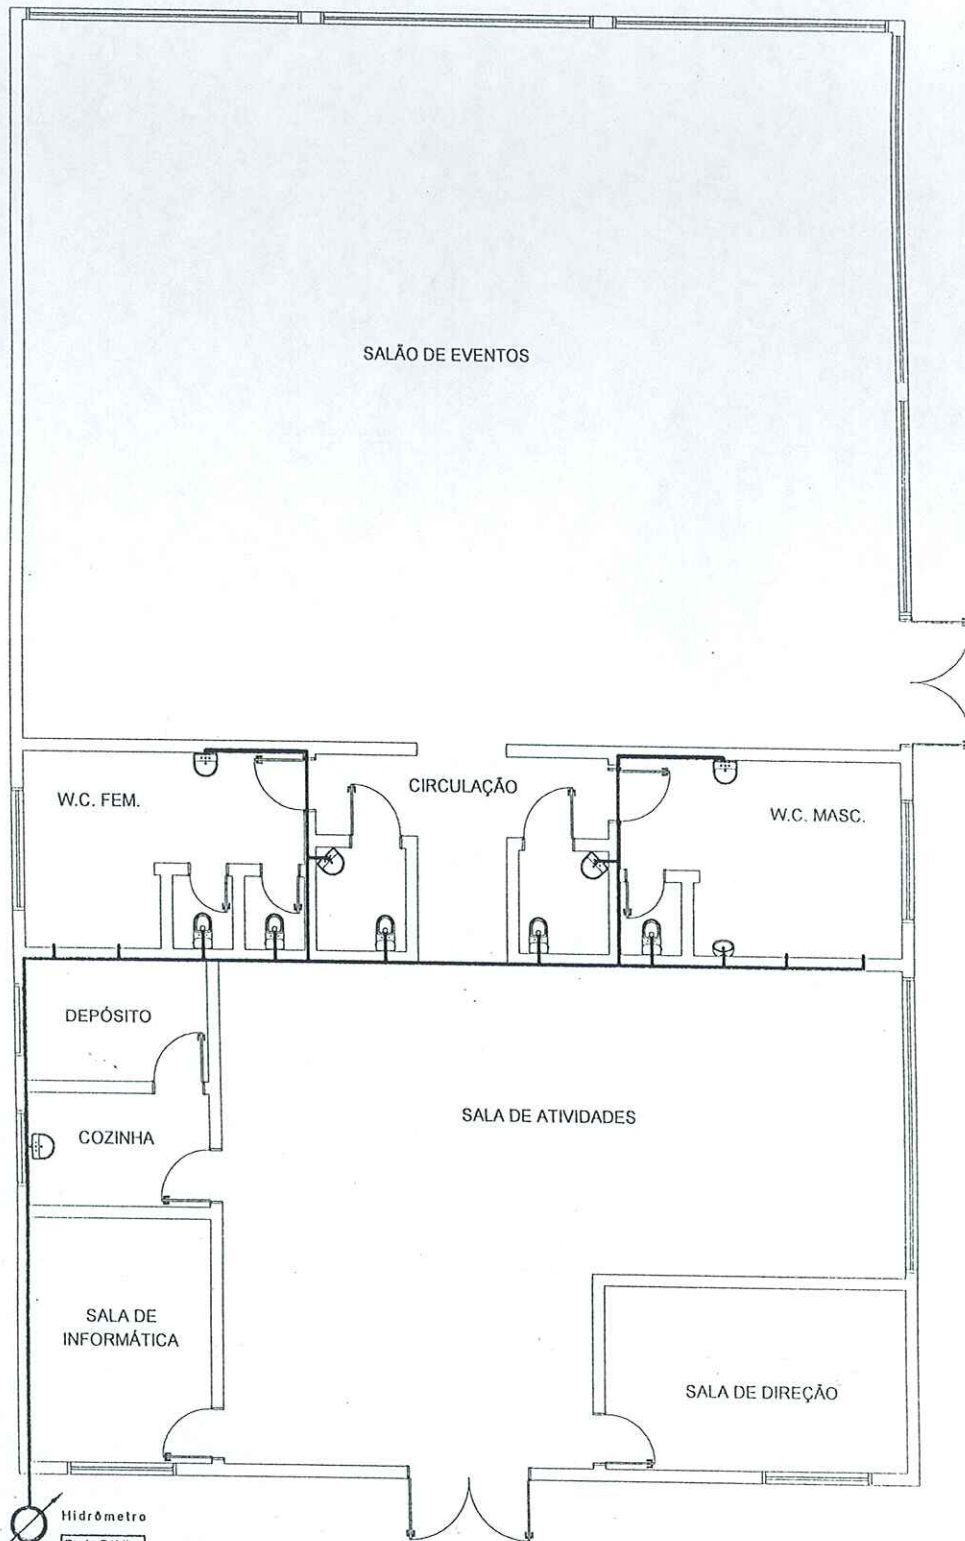 SALÃO DE EVENTOS
CIRCULAÇÃO
W.C. FEM.
W.C. MASC.
DEPÓSITO
COZINHA
SALA DE ATIVIDADES
SALA DE
INFORMÁTICA
SALA DE DIREÇÃO
Hidrômetro